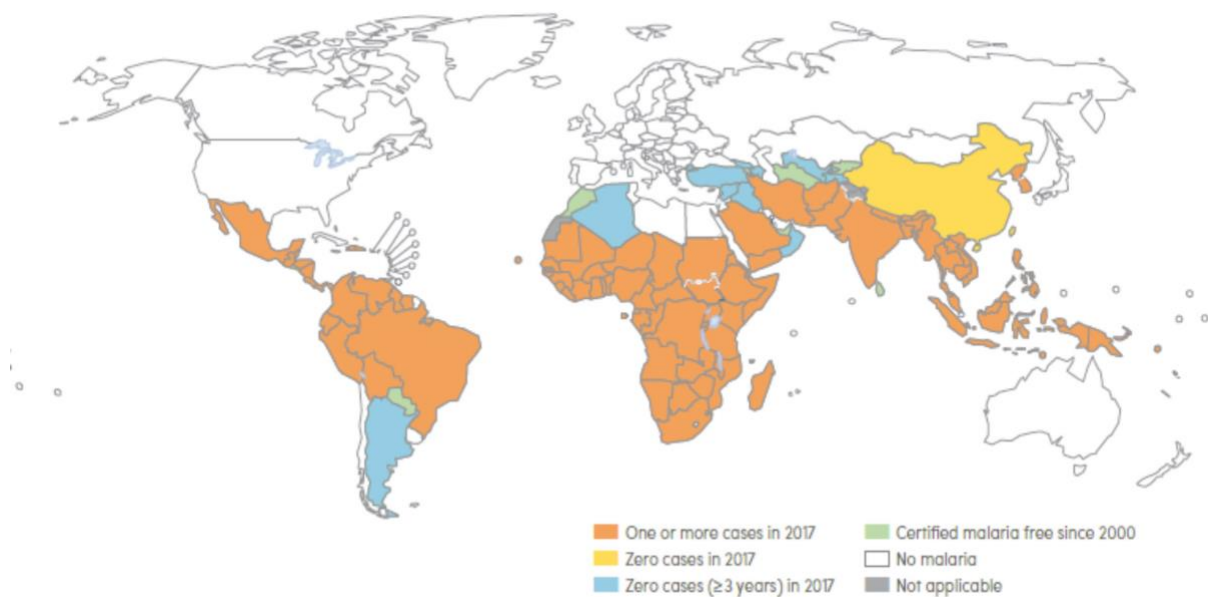 One or more cases in 2017
Zero cases in 2017
Zero cases (≥3 years) in 2017
Certified malaria free since 2000
No malaria
Not applicable